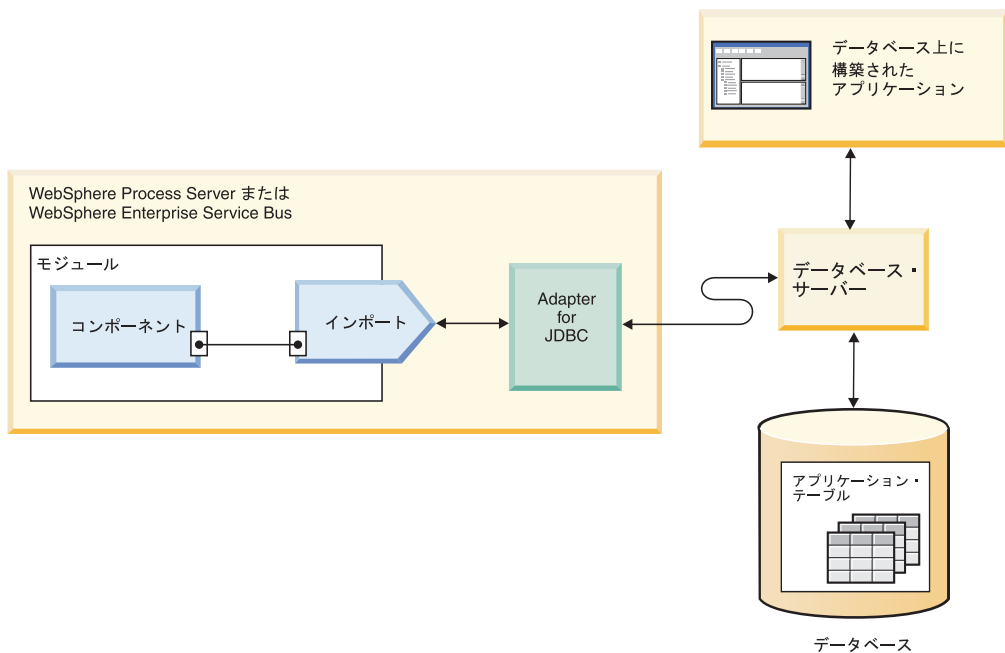 データベース上に
構築された
アプリケーション
WebSphere Process Server または
WebSphere Enterprise Service Bus
モジュール
コンポーネント
インポート
Adapter
for
JDBC
データベース・
サーバー
アプリケーション・
テーブル
データベース